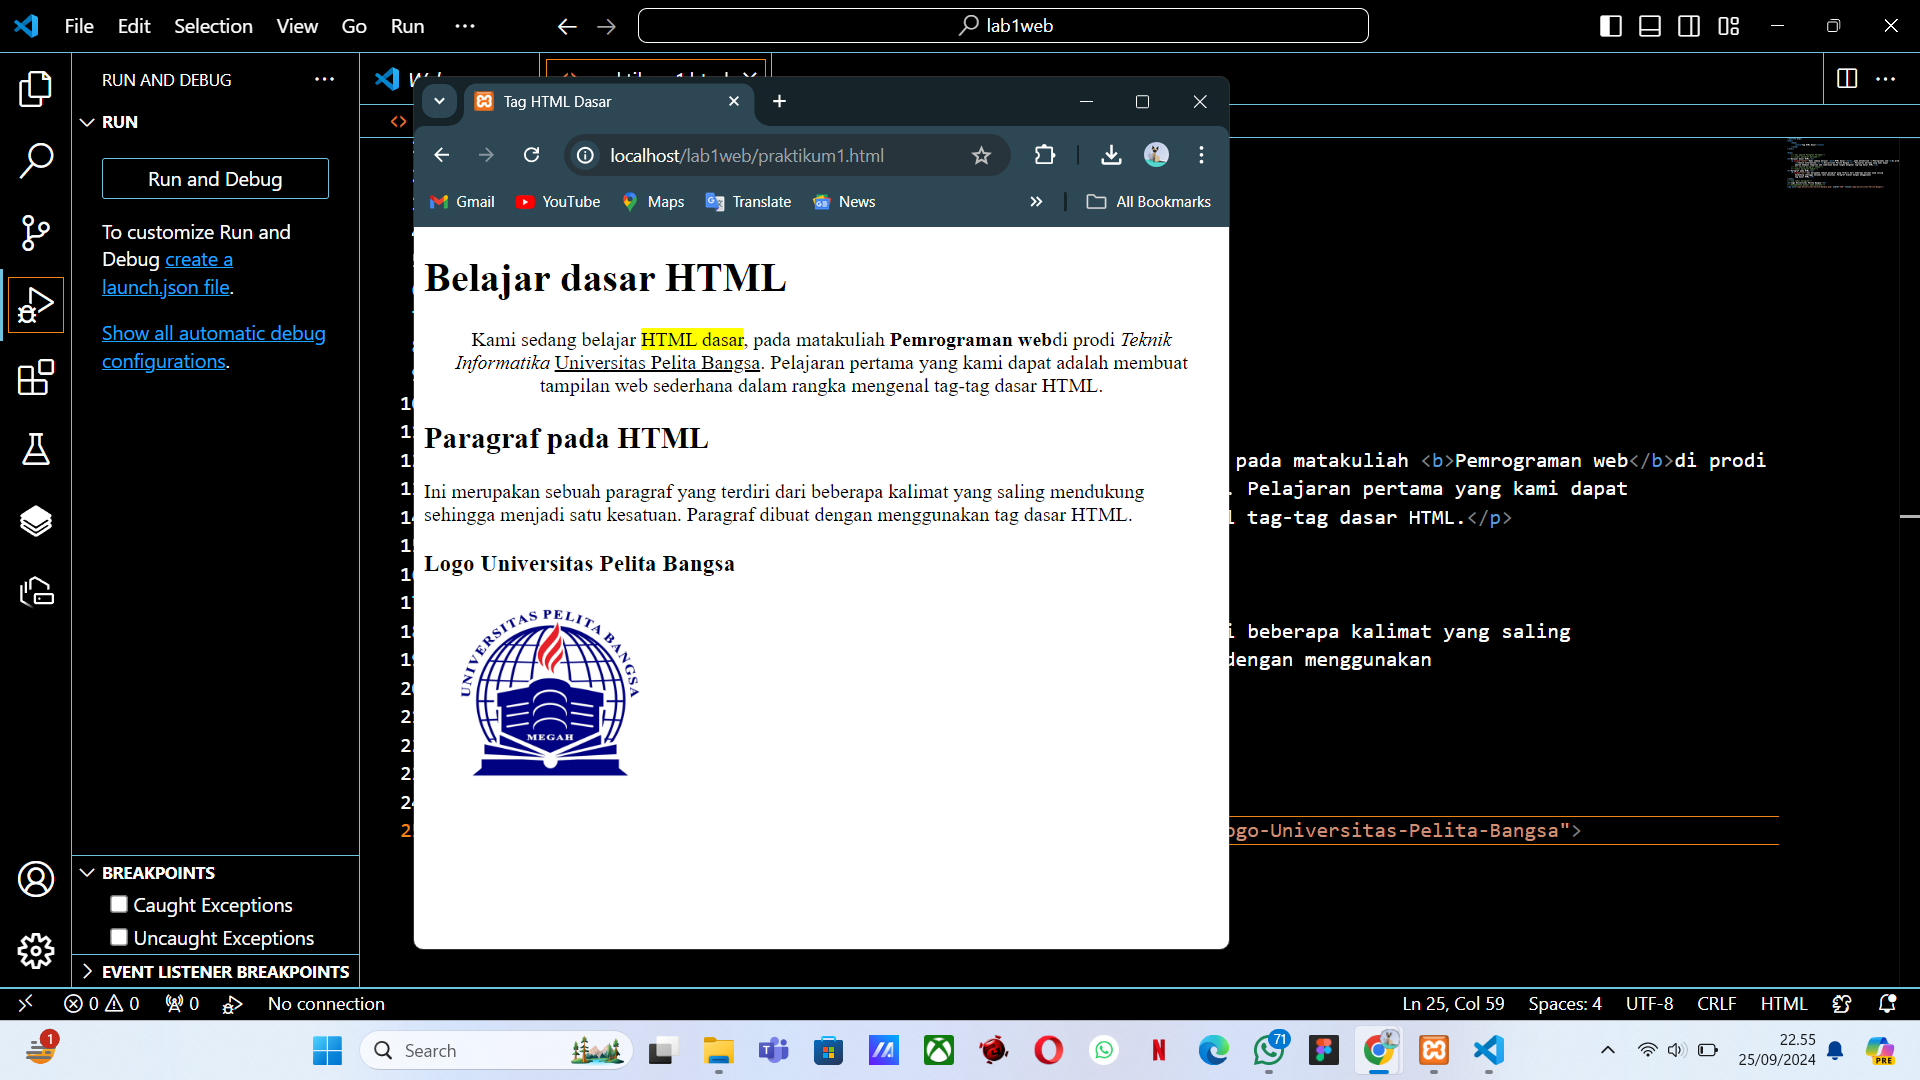 File Edit Selection View Go Run ··· lab1web
RUN AND DEBUG ···
RUN
Run and Debug
To customize Run and
Debug create a
launch.json file.
Show all automatic debug
configurations.
BREAKPOINTS
Caught Exceptions
Uncaught Exceptions
EVENT LISTENER BREAKPOINTS
Tag HTML Dasar
localhost/lab1web/praktikum1.html
Gmail YouTube Maps Translate News » All Bookmarks
Belajar dasar HTML
Kami sedang belajar HTML dasar, pada matakuliah Pemrograman webdi prodi Teknik
Informatika Universitas Pelita Bangsa. Pelajaran pertama yang kami dapat adalah membuat
tampilan web sederhana dalam rangka mengenal tag-tag dasar HTML.
Paragraf pada HTML
Ini merupakan sebuah paragraf yang terdiri dari beberapa kalimat yang saling mendukung
sehingga menjadi satu kesatuan. Paragraf dibuat dengan menggunakan tag dasar HTML.
Logo Universitas Pelita Bangsa
UNIVERSITAS PELITA BANGSA
MEGAH
pada matakuliah <b>Pemrograman web</b>di prodi
. Pelajaran pertama yang kami dapat
tag-tag dasar HTML.</p>
beberapa kalimat yang saling
dengan menggunakan
ogo-Universitas-Pelita-Bangsa">
0 0 0 No connection Ln 25, Col 59 Spaces: 4 UTF-8 CRLF HTML
1 Search 71 22.55
25/09/2024
PRE